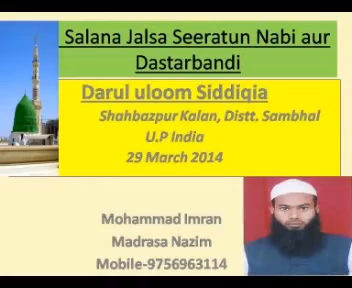 Salana Jalsa Seeratun Nabi aur
Dastarbandi
Darul uloom Siddiqia
Shahbazpur Kalan, Distt. Sambhal
U.P India
29 March 2014
Mohammad Imran
Madrasa Nazim
Mobile-9756963114